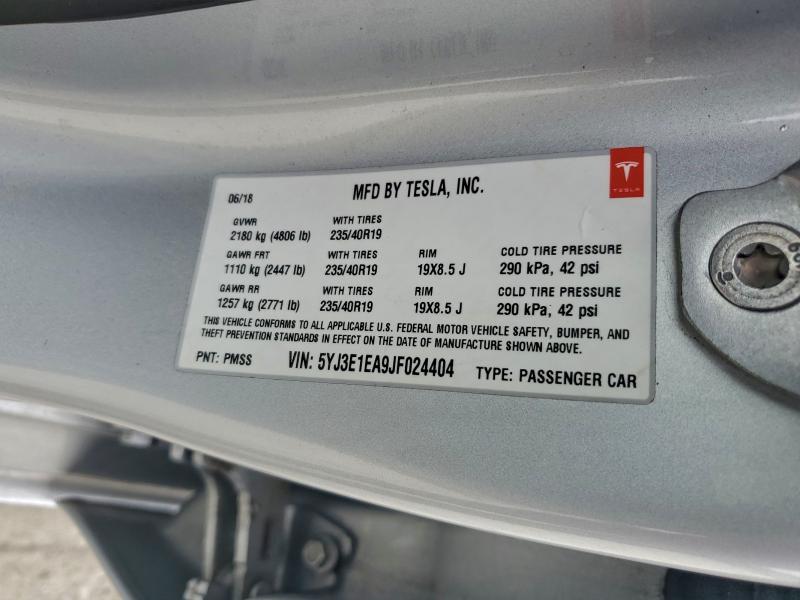 06/18 MFD BY TESLA, INC. TESLA
GVWR WITH TIRES
2180 kg (4806 lb) 235/40R19
GAWR FRT WITH TIRES RIM COLD TIRE PRESSURE
1110 kg (2447 lb) 235/40R19 19X8.5 J 290 kPa, 42 psi
GAWR RR WITH TIRES RIM COLD TIRE PRESSURE
1257 kg (2771 lb) 235/40R19 19X8.5 J 290 kPa, 42 psi
THIS VEHICLE CONFORMS TO ALL APPLICABLE U.S. FEDERAL MOTOR VEHICLE SAFETY, BUMPER, AND
THEFT PREVENTION STANDARDS IN EFFECT ON THE DATE OF MANUFACTURE SHOWN ABOVE.
PNT: PMSS VIN: 5YJ3E1EA9JF024404 TYPE: PASSENGER CAR